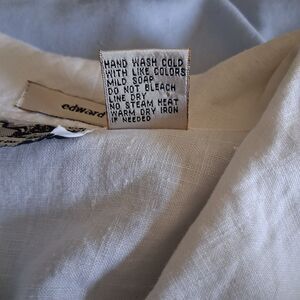 HAND WASH COLD
WITH LIKE COLORS
MILD SOAP
DO NOT BLEACH
LINE DRY
NO STEAM HEAT
WARM DRY IRON
IF NEEDED
edward